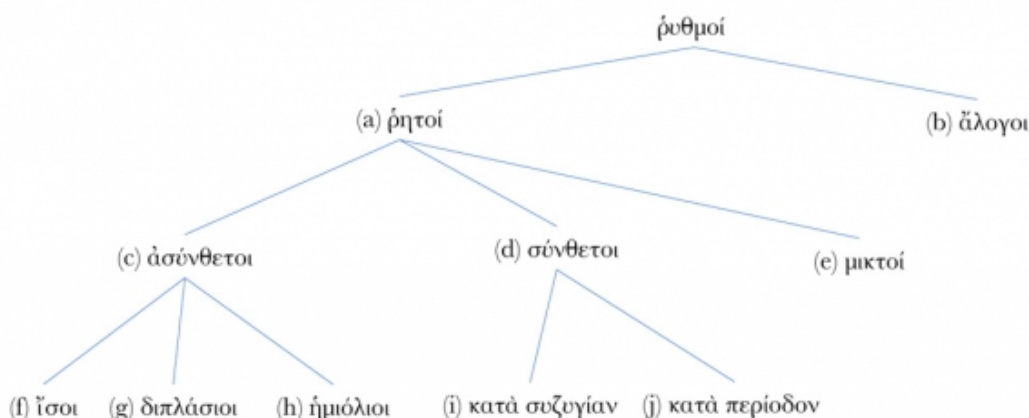 ῥυθμοί
(a) ῥητοί
(b) ἄλογοι
(c) ἀσύνθετοι
(d) σύνθετοι
(e) μικτοί
(f) ἴσοι
(g) διπλάσιοι
(h) ἡμιόλιοι
(i) κατὰ συζυγίαν
(j) κατὰ περίοδον